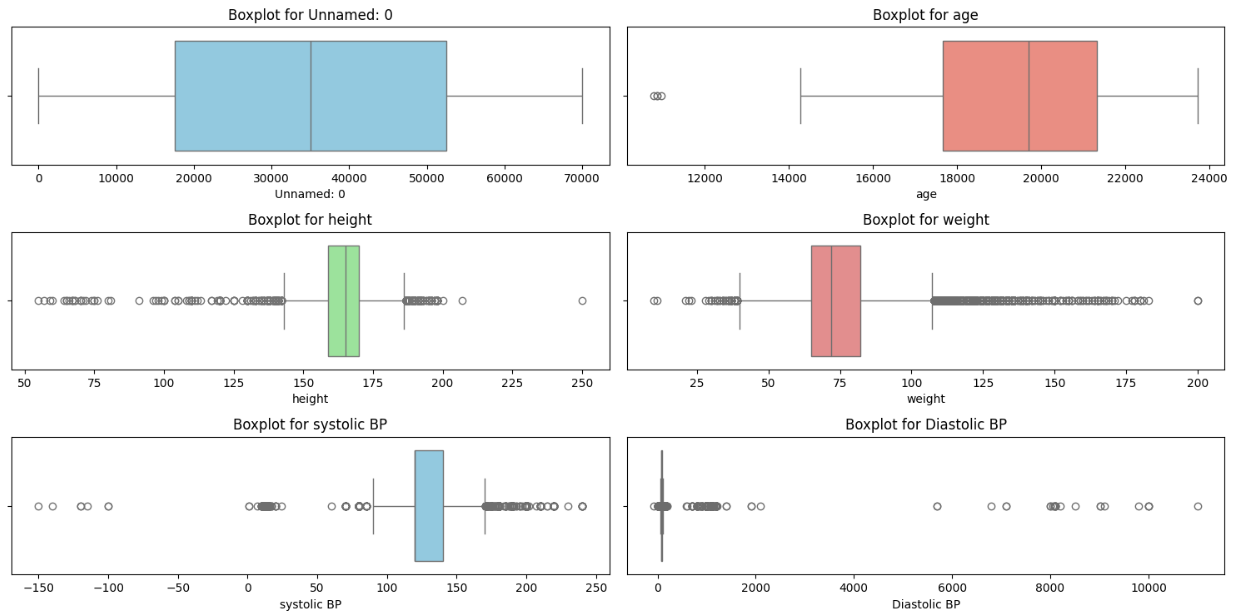 Boxplot for Unnamed: 0
0 10000 20000 30000 40000 50000 60000 70000
Unnamed: 0
Boxplot for age
12000 14000 16000 18000 20000 22000 24000
age
Boxplot for height
50 75 100 125 150 175 200 225 250
height
Boxplot for weight
25 50 75 100 125 150 175 200
weight
Boxplot for systolic BP
−150 −100 −50 0 50 100 150 200 250
systolic BP
Boxplot for Diastolic BP
0 2000 4000 6000 8000 10000
Diastolic BP